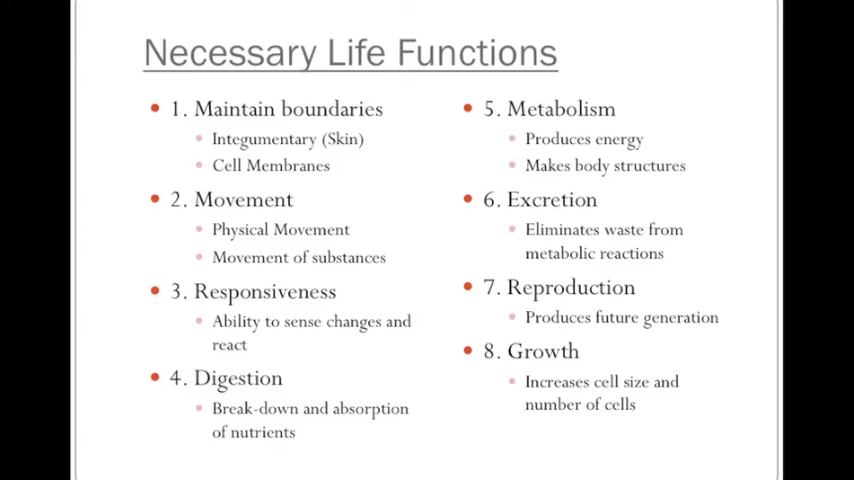 Necessary Life Functions
1. Maintain boundaries
Integumentary (Skin)
Cell Membranes
2. Movement
Physical Movement
Movement of substances
3. Responsiveness
Ability to sense changes and
react
4. Digestion
Break-down and absorption
of nutrients
5. Metabolism
Produces energy
Makes body structures
6. Excretion
Eliminates waste from
metabolic reactions
7. Reproduction
Produces future generation
8. Growth
Increases cell size and
number of cells